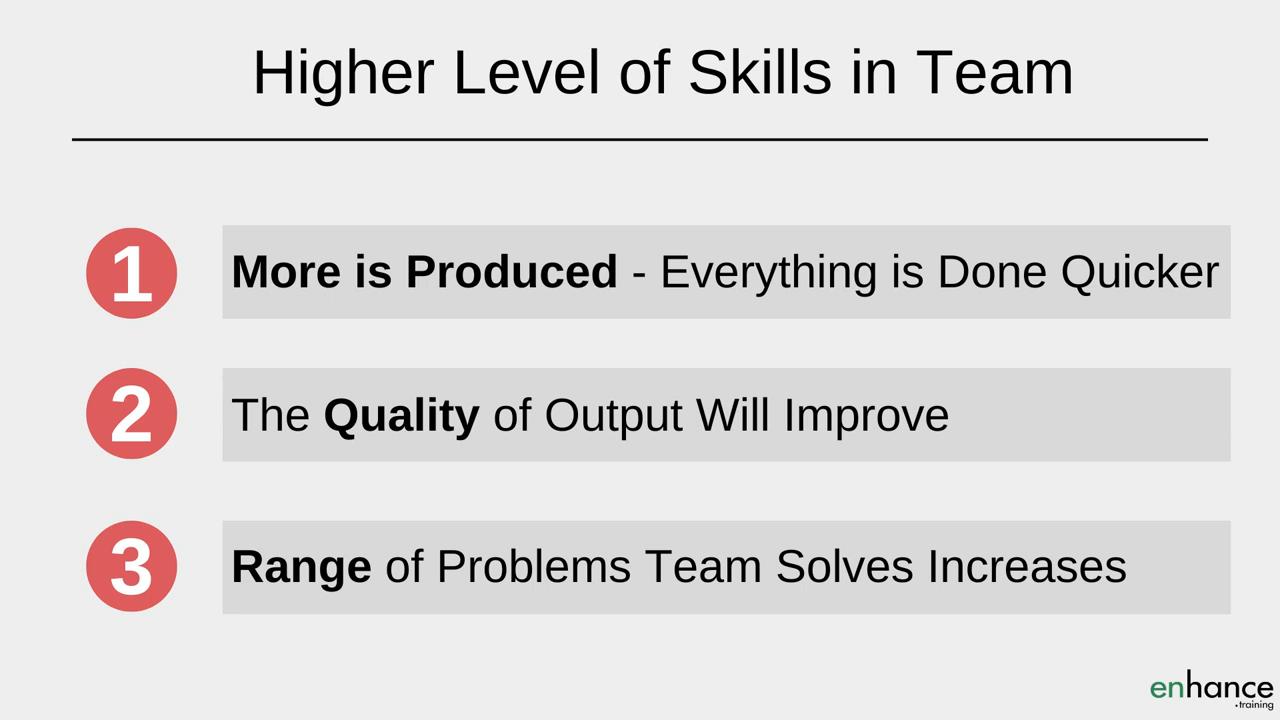 Higher Level of Skills in Team
1
More is Produced - Everything is Done Quicker
2
The Quality of Output Will Improve
3
Range of Problems Team Solves Increases
enhance
.training